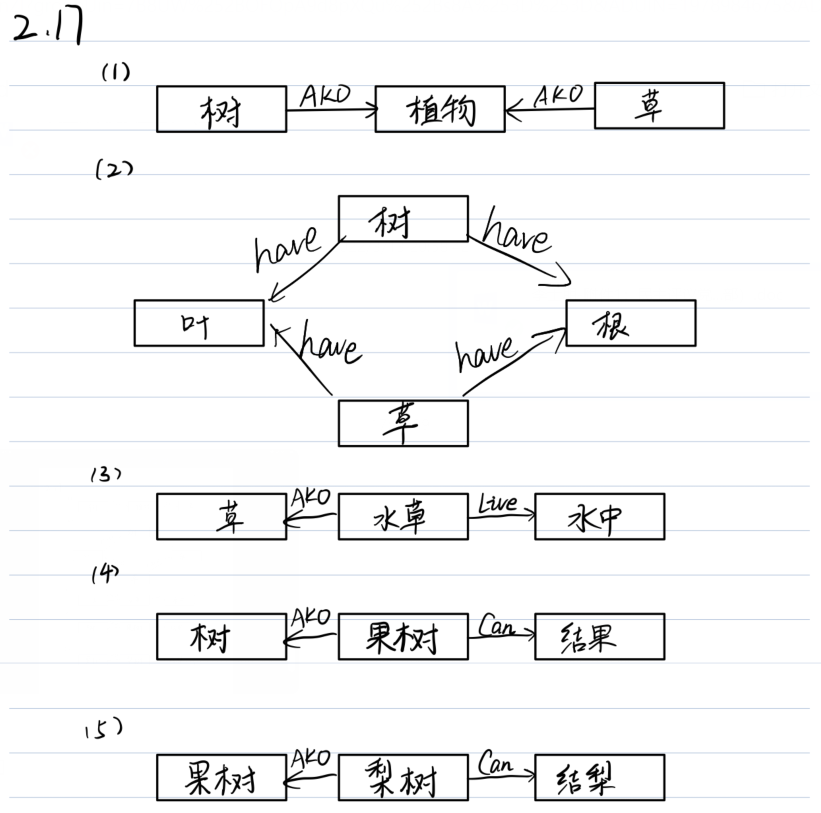 2.17
(1)
树 AKO 植物 AKO 草
(2)
树
have have
叶 根
have have
草
(3)
草 AKO 水草 Live 水中
(4)
树 AKO 果树 Can 结果
(5)
果树 AKO 梨树 Can 结梨